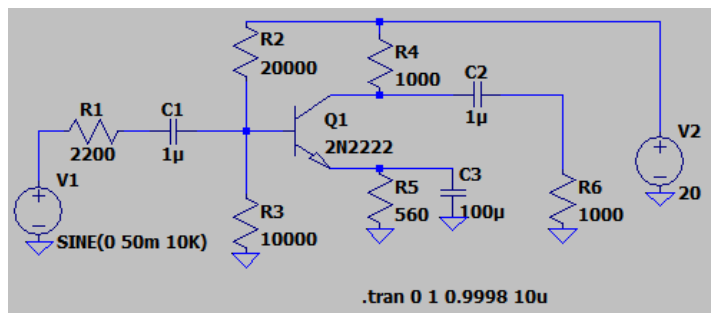 R2
20000
R4
1000
C2
1µ
R1
2200
C1
1µ
Q1
2N2222
V2
20
V1
SINE(0 50m 10K)
R3
10000
R5
560
C3
100µ
R6
1000
.tran 0 1 0.9998 10u